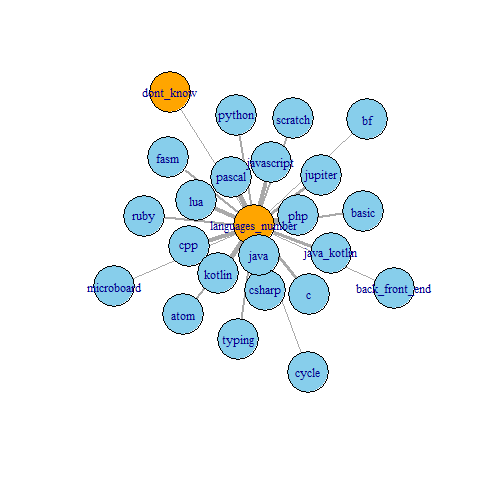 dont_know
python
scratch
bf
fasm
javascript
pascal
jupiter
lua
ruby
php
basic
languages_number
cpp
java
java_kotlin
kotlin
microboard
csharp
c
back_front_end
atom
typing
cycle